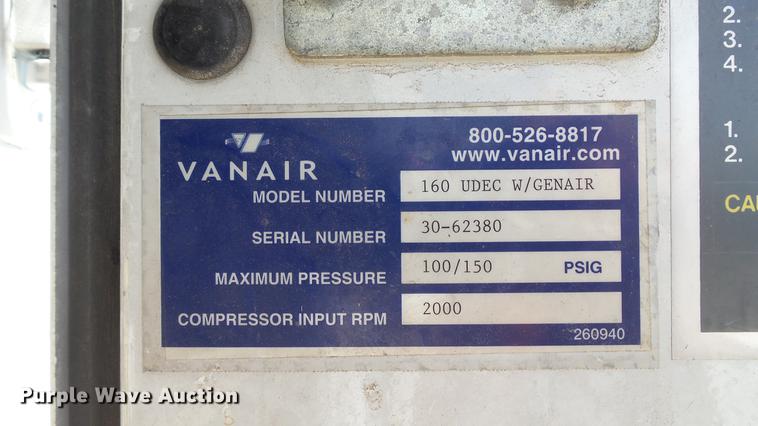 800-526-8817
www.vanair.com
VANAIR
MODEL NUMBER 160 UDEC W/GENAIR
SERIAL NUMBER 30-62380
MAXIMUM PRESSURE 100/150 PSIG
COMPRESSOR INPUT RPM 2000
260940
2.
3.
4.
1.
2.
Purple Wave Auction